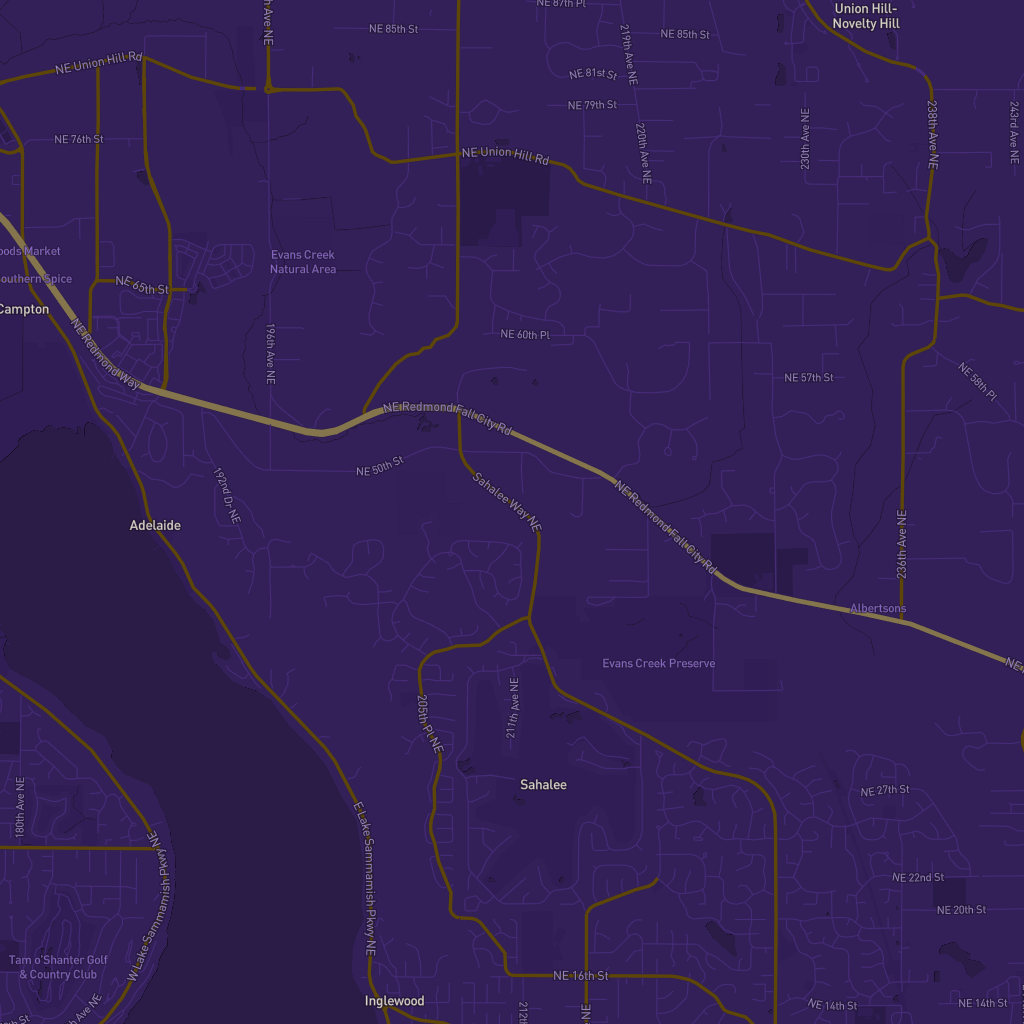 Union Hill-
Novelty Hill
NE 87th Pl
NE 85th St
NE 85th St
219th Ave NE
NE Union Hill Rd
NE 81st St
NE 79th St
238th Ave NE
243rd Ave NE
230th Ave NE
220th Ave NE
NE 76th St
NE Union Hill Rd
Evans Creek
Natural Area
NE 65th St
Campton
196th Ave NE
NE Redmond Way
NE 60th Pl
NE 57th St
NE 58th Pl
NE Redmond Fall City Rd
NE 50th St
192nd Dr NE
Sahalee Way NE
NE Redmond Fall City Rd
236th Ave NE
Adelaide
Albertsons
Evans Creek Preserve
NE
205th Pl NE
211th Ave NE
Sahalee
180th Ave NE
E Lake Sammamish Pkwy NE
W Lake Sammamish Pkwy NE
NE 27th St
NE 22nd St
NE 20th St
Tam o'Shanter Golf
& Country Club
NE 16th St
Inglewood
NE
NE 14th St
NE 14th St